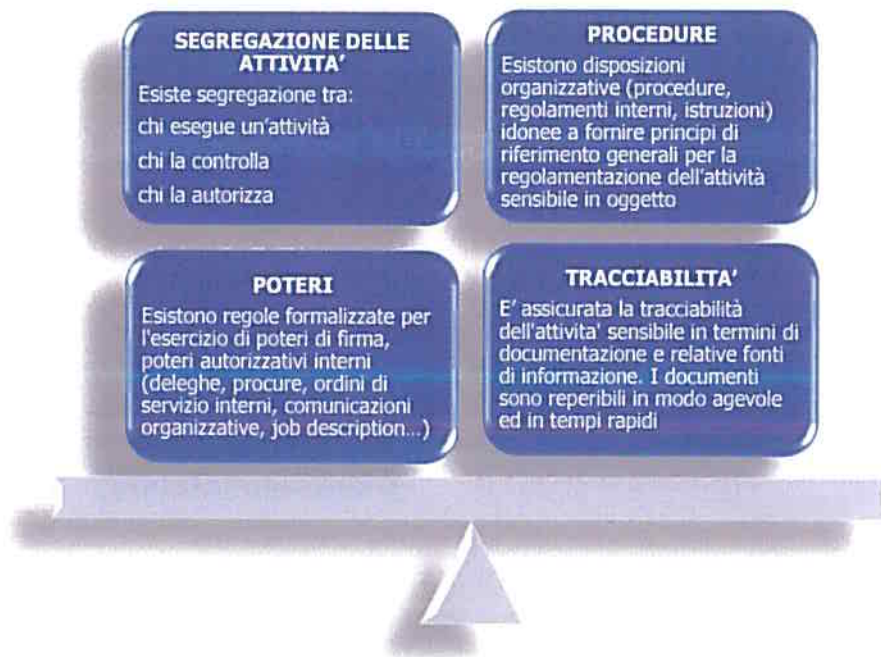 SEGREGAZIONE DELLE
ATTIVITA'
Esiste segregazione tra:
chi esegue un'attività
chi la controlla
chi la autorizza
PROCEDURE
Esistono disposizioni
organizzative (procedure,
regolamenti interni, istruzioni)
idonee a fornire principi di
riferimento generali per la
regolamentazione dell'attività
sensibile in oggetto
POTERI
Esistono regole formalizzate per
l'esercizio di poteri di firma,
poteri autorizzativi interni
(deleghe, procure, ordini di
servizio interni, comunicazioni
organizzative, job description...)
TRACCIABILITA'
E' assicurata la tracciabilità
dell'attivita' sensibile in termini di
documentazione e relative fonti
di informazione. I documenti
sono reperibili in modo agevole
ed in tempi rapidi